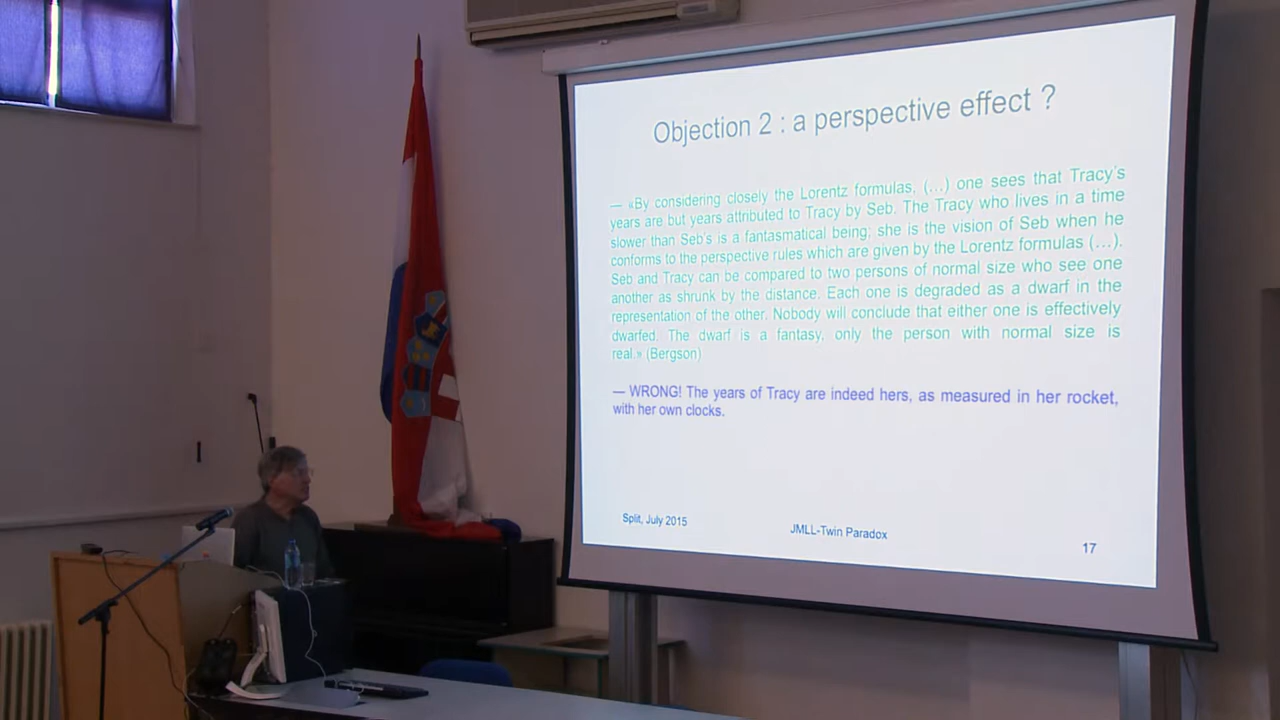 Objection 2 : a perspective effect ?
— «By considering closely the Lorentz formulas, (…) one sees that Tracy's
years are but years attributed to Tracy by Seb. The Tracy who lives in a time
slower than Seb's is a fantasmatical being; she is the vision of Seb when he
conforms to the perspective rules which are given by the Lorentz formulas (…).
Seb and Tracy can be compared to two persons of normal size who see one
another as shrunk by the distance. Each one is degraded as a dwarf in the
representation of the other. Nobody will conclude that either one is effectively
dwarfed. The dwarf is a fantasy, only the person with normal size is
real.» (Bergson)
— WRONG! The years of Tracy are indeed hers, as measured in her rocket,
with her own clocks.
Split, July 2015
JMLL-Twin Paradox
17